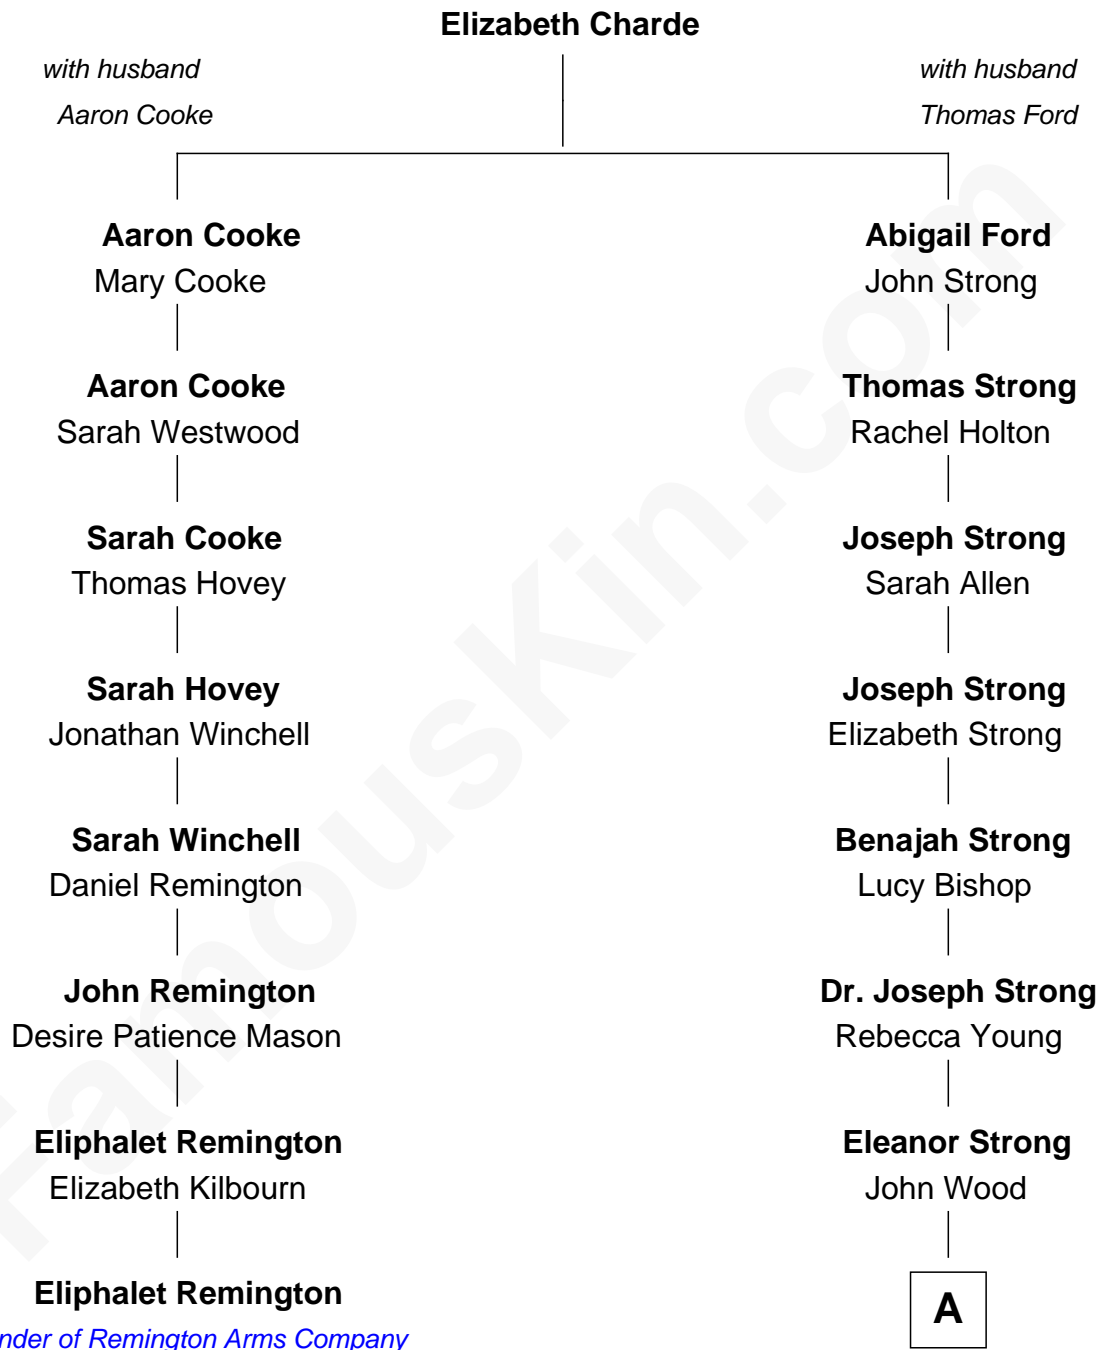 Elizabeth Charde
with husband
Aaron Cooke
with husband
Thomas Ford
Aaron Cooke
Mary Cooke
Abigail Ford
John Strong
Aaron Cooke
Sarah Westwood
Thomas Strong
Rachel Holton
Sarah Cooke
Thomas Hovey
Joseph Strong
Sarah Allen
Sarah Hovey
Jonathan Winchell
Joseph Strong
Elizabeth Strong
Sarah Winchell
Daniel Remington
Benajah Strong
Lucy Bishop
John Remington
Desire Patience Mason
Dr. Joseph Strong
Rebecca Young
Eliphalet Remington
Elizabeth Kilbourn
Eleanor Strong
John Wood
Eliphalet Remington
nder of Remington Arms Company
A
FamousKin.com